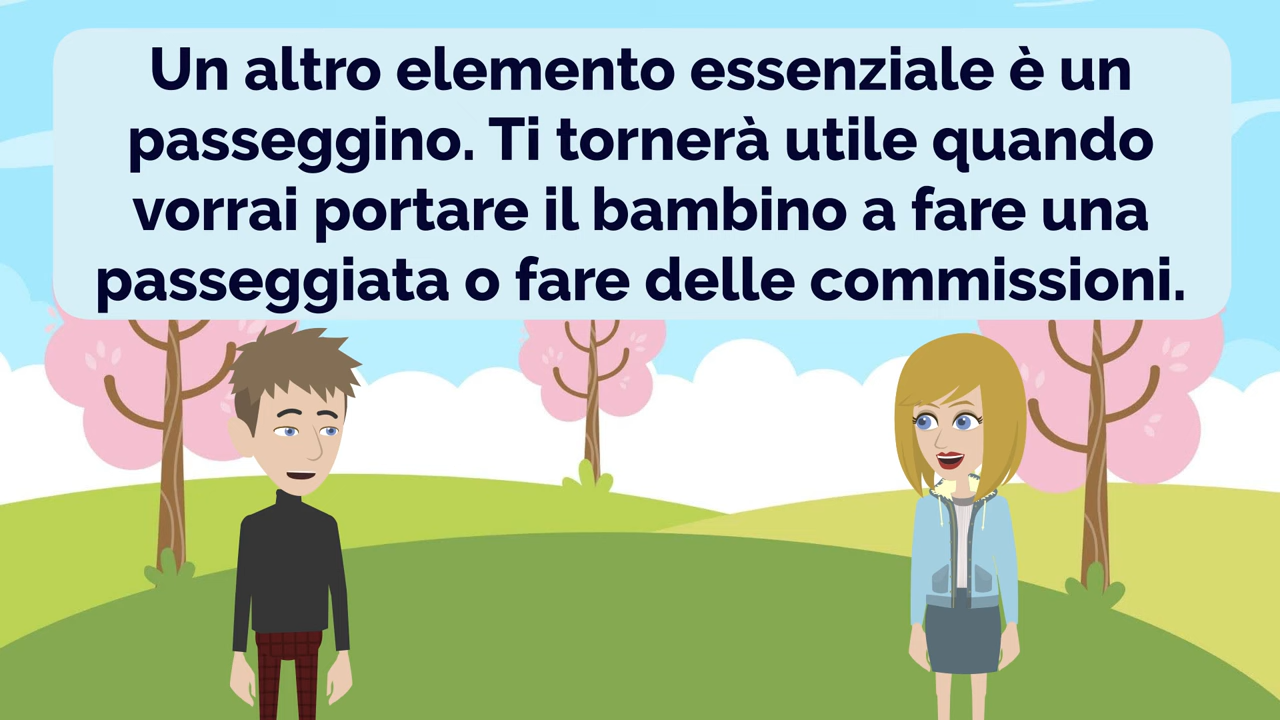 Un altro elemento essenziale è un
passeggino. Ti tornerà utile quando
vorrai portare il bambino a fare una
passeggiata o fare delle commissioni.